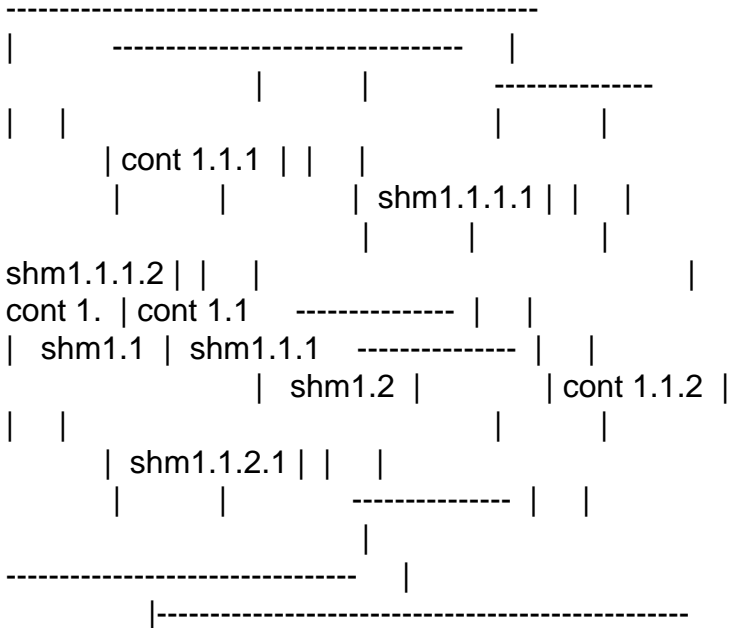 -------------------------------------------------
| --------------------------------- |
| | ---------------
| | | |
| cont 1.1.1 | | |
| | | shm1.1.1.1 | | |
| | |
shm1.1.1.2 | | | |
cont 1. | cont 1.1 --------------- | |
| shm1.1 | shm1.1.1 --------------- | |
| shm1.2 | | cont 1.1.2 |
| | | |
| shm1.1.2.1 | | |
| | --------------- | |
|
--------------------------------- |
|--------------------------------------------------